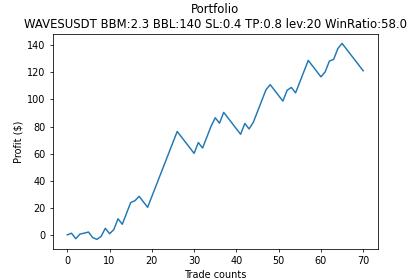 Portfolio
WAVESUSDT BBM:2.3 BBL:140 SL:0.4 TP:0.8 lev:20 WinRatio:58.0
140
120
100
80
60
40
20
0
Profit ($)
0 10 20 30 40 50 60 70
Trade counts